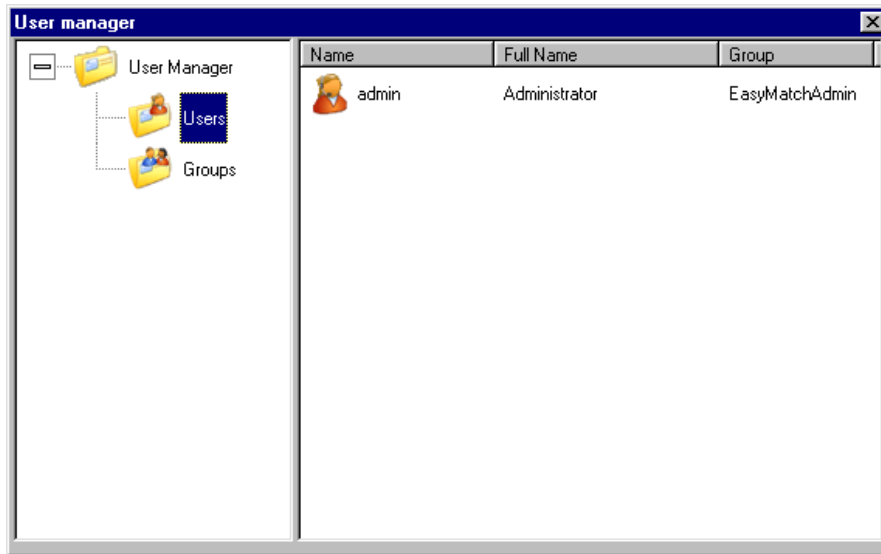 User manager
User Manager
Users
Groups
Name Full Name Group
admin Administrator EasyMatchAdmin